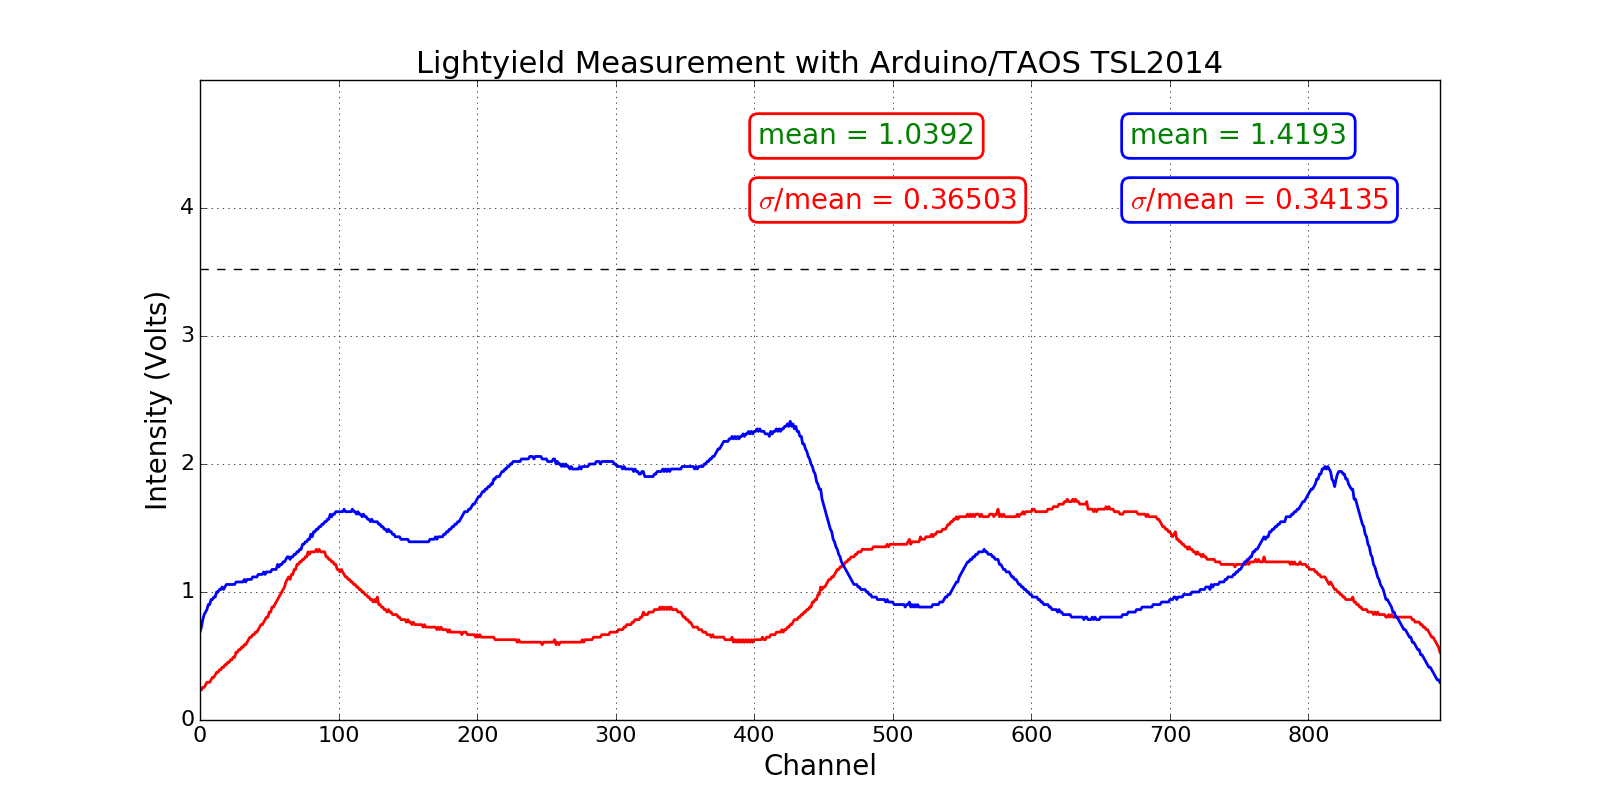 Lightyield Measurement with Arduino/TAOS TSL2014
mean = 1.0392
mean = 1.4193
σ/mean = 0.36503
σ/mean = 0.34135
Intensity (Volts)
4
3
2
1
0
0 100 200 300 400 500 600 700 800
Channel